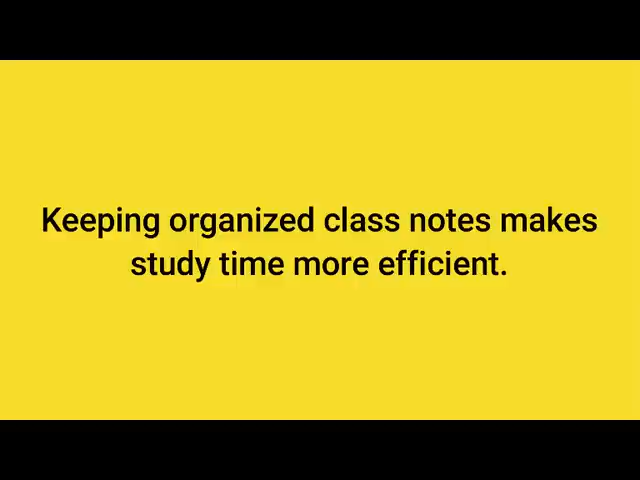 Keeping organized class notes makes
study time more efficient.